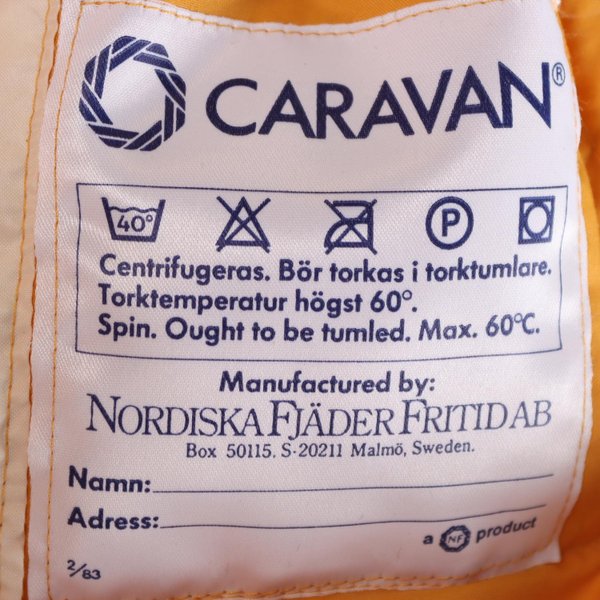 CARAVAN®
40°
P
Centrifugeras. Bör torkas i torktumlare.
Torktemperatur högst 60°.
Spin. Ought to be tumled. Max. 60°C.
Manufactured by:
NORDISKA FJÄDER FRITID AB
Box 50115. S-20211 Malmö, Sweden.
Namn:
Adress:
a NF product
2/83